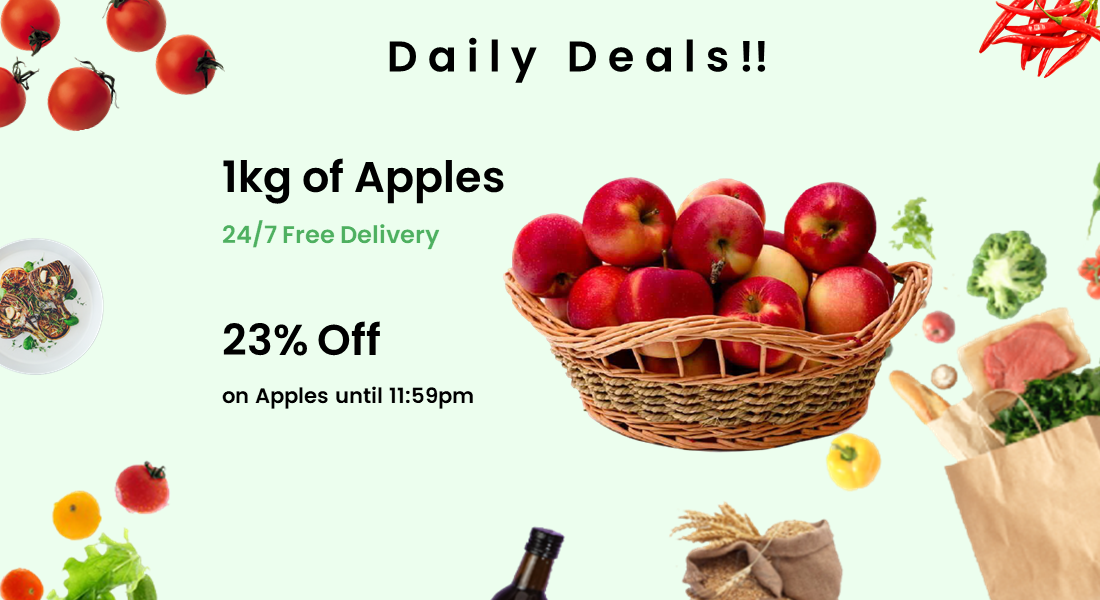 Daily Deals!!
1kg of Apples
24/7 Free Delivery
23% Off
on Apples until 11:59pm